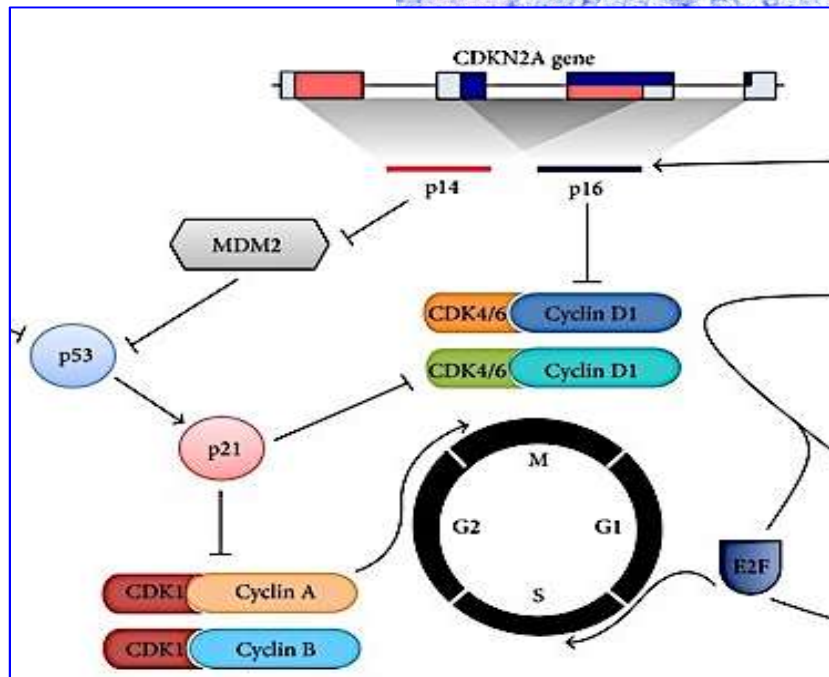 CDKN2A gene
p14
p16
MDM2
CDK4/6 Cyclin D1
p53
CDK4/6 Cyclin D1
p21
M
G2
G1
S
E2F
CDK1 Cyclin A
CDK1 Cyclin B